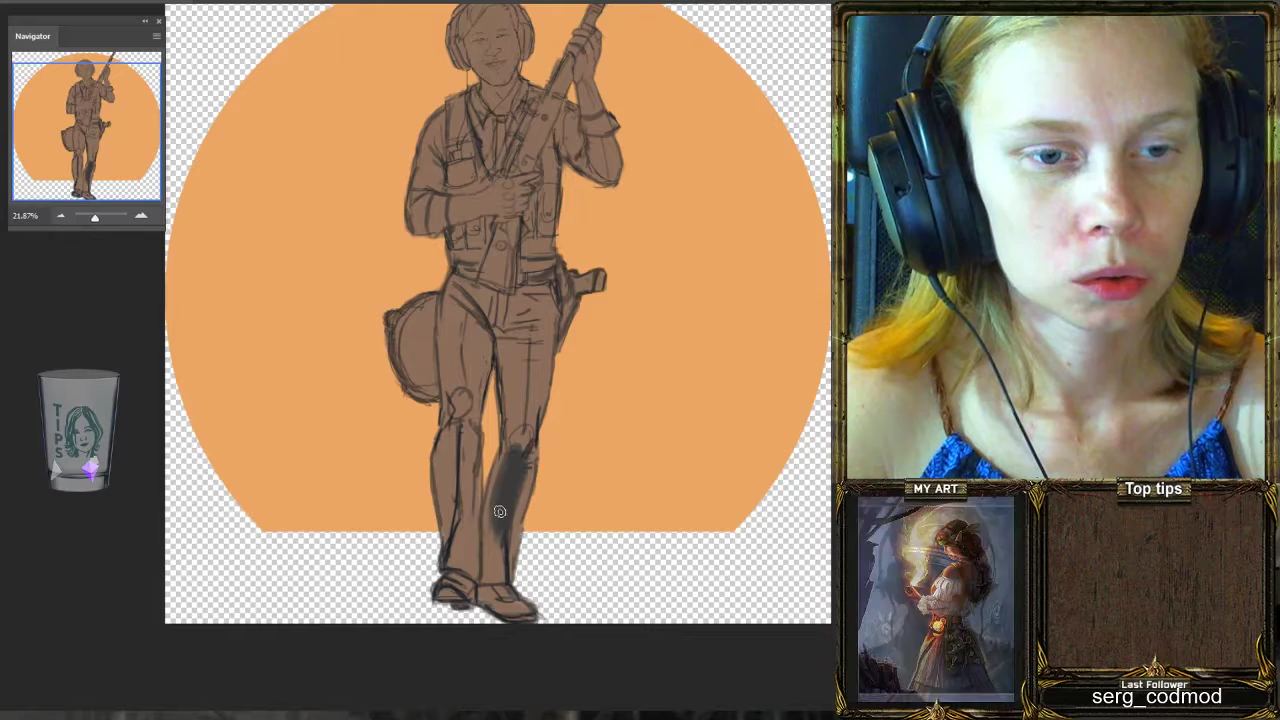 Navigator
21.87%
TIPS
MY ART
Top tips
Last Follower
serg_codmod